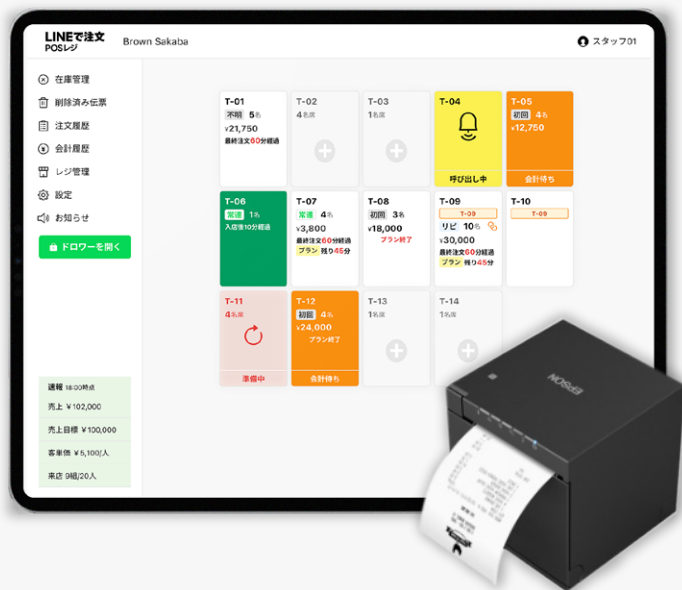 LINEで注文
POSレジ
Brown Sakaba
スタッフ01
在庫管理
削除済み伝票
注文履歴
会計履歴
レジ管理
設定
お知らせ
ドロワーを開く
速報 18:00時点
売上 ¥102,000
売上目標 ¥100,000
客単価 ¥5,100/人
来店 9組/20人
T-01
不明 5名
¥21,750
最終注文60分経過
T-02
4名席
T-03
1名席
T-04
呼び出し中
T-05
初回 4名
¥12,750
会計待ち
T-06
常連 1名
入店後10分経過
T-07
常連 4名
¥3,800
最終注文60分経過
プラン 残り45分
T-08
初回 3名
¥18,000
プラン終了
T-09
T-09
リピ 10名
¥30,000
最終注文60分経過
プラン 残り45分
T-10
T-09
T-11
4名席
準備中
T-12
初回 4名
¥24,000
プラン終了
会計待ち
T-13
1名席
T-14
1名席
EPSON